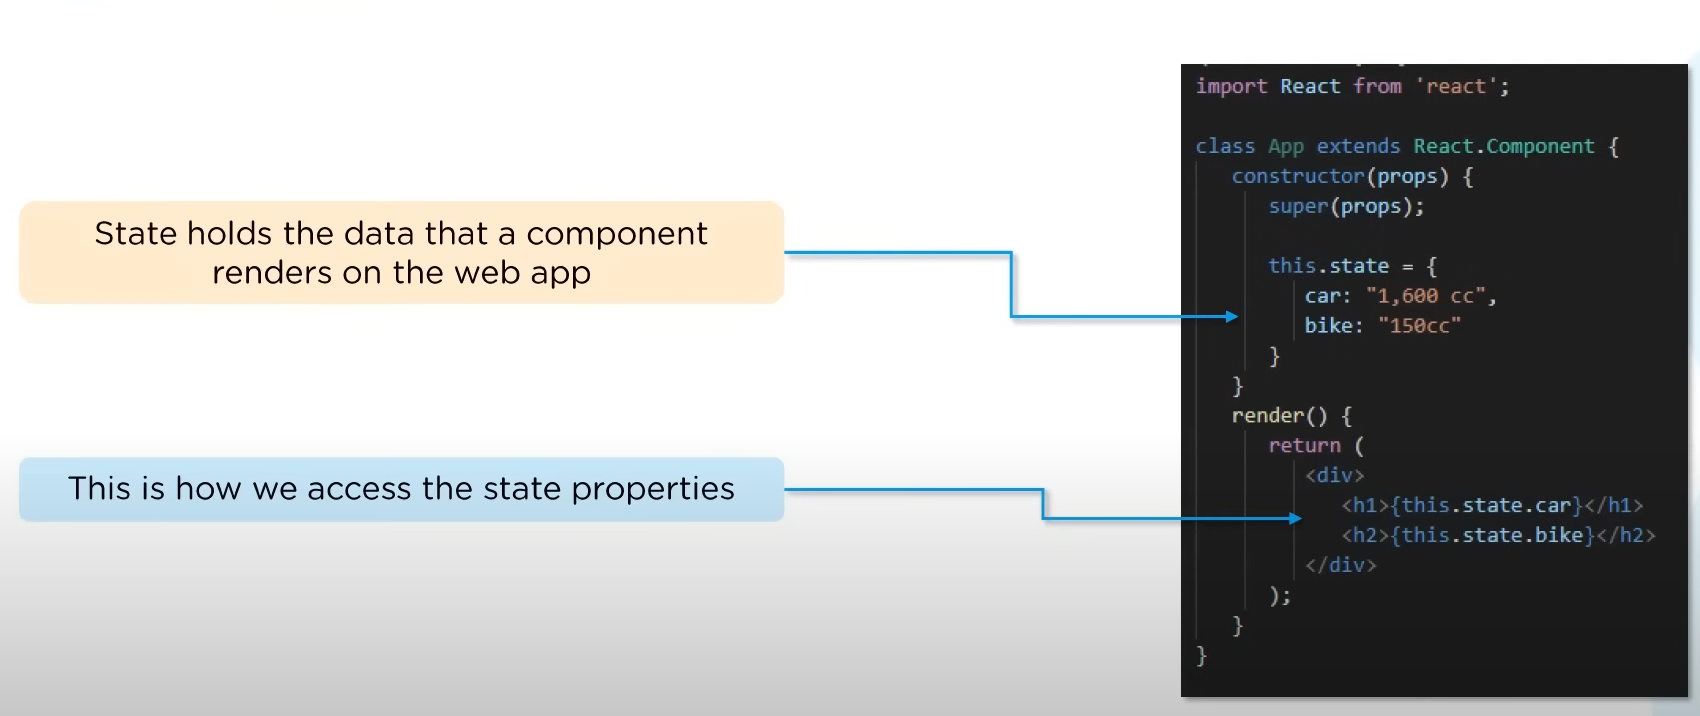 State holds the data that a component
renders on the web app
This is how we access the state properties
import React from 'react';
class App extends React.Component {
constructor(props) {
super(props);
this.state = {
car: "1,600 cc",
bike: "150cc"
}
}
render() {
return (
<div>
<h1>{this.state.car}</h1>
<h2>{this.state.bike}</h2>
</div>
);
}
}